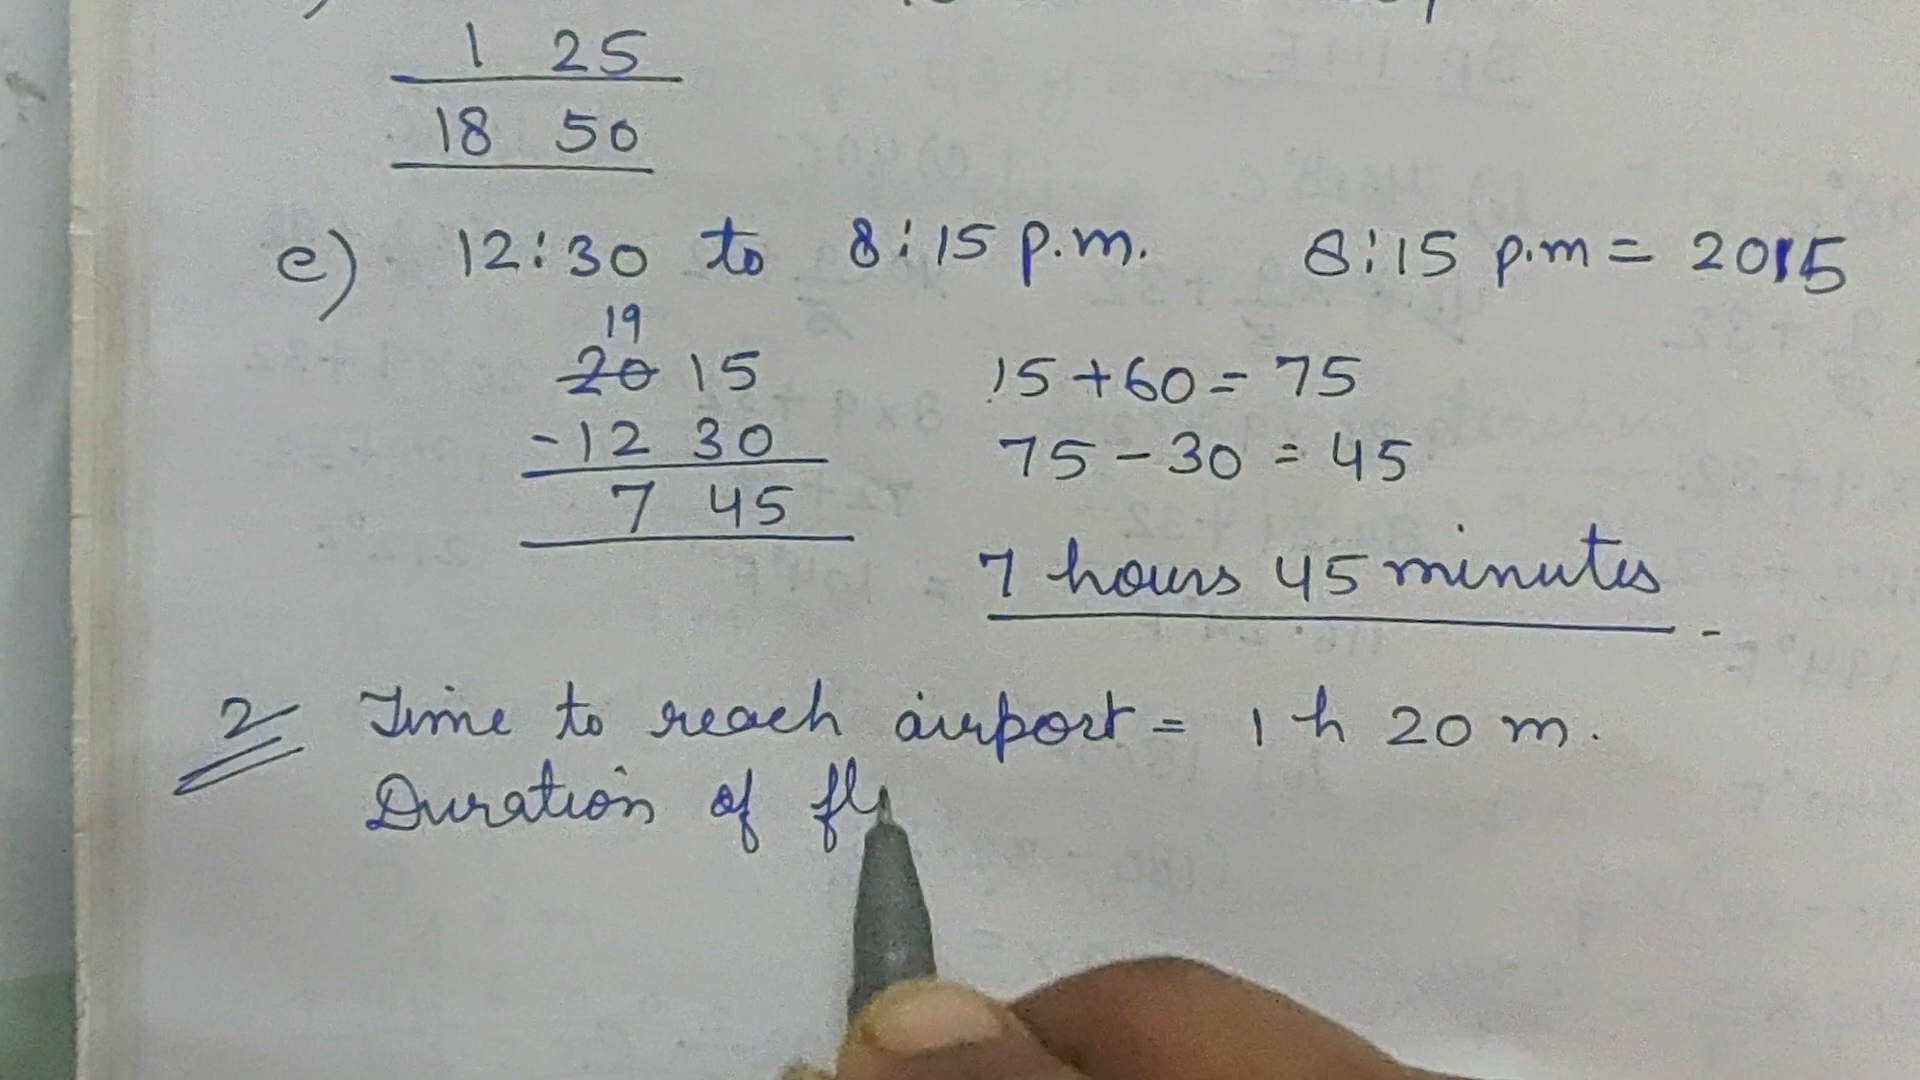 1 25
18 50
e) 12:30 to 8:15 p.m. 8:15 p.m = 2015
19
20 15 15+60=75
-12 30 75-30=45
7 45
7 hours 45 minutes
2 Time to reach airport = 1 h 20 m.
Duration of fl